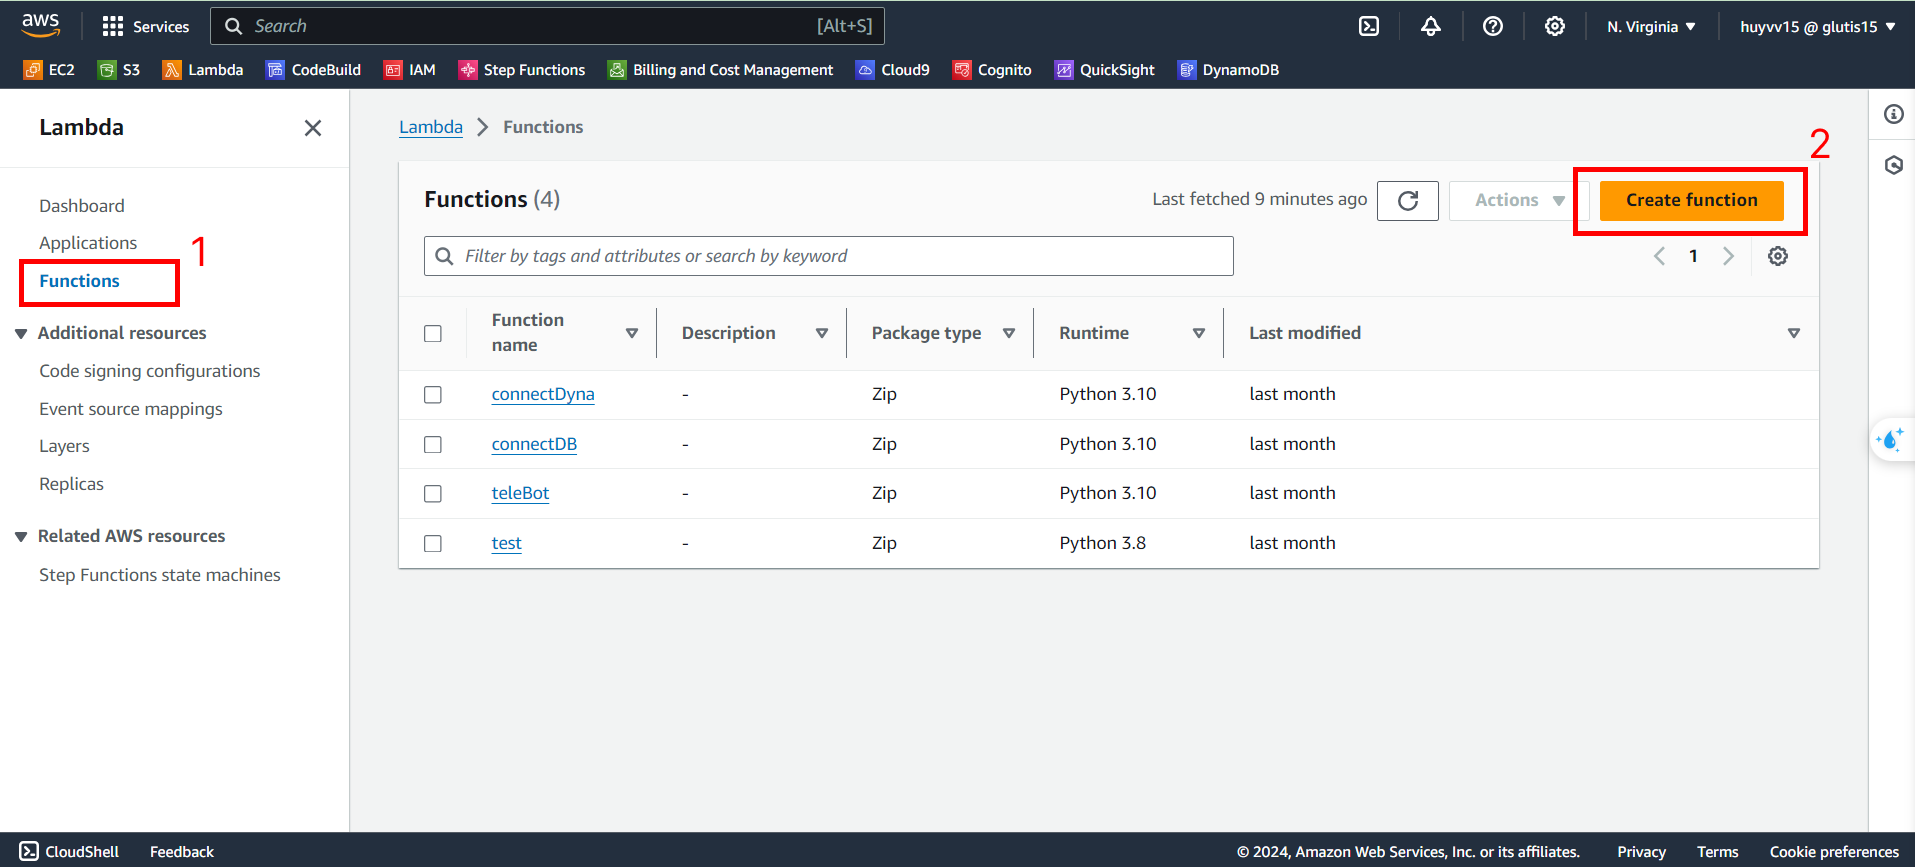 aws Services Search [Alt+S] N. Virginia huyvv15 @ glutis15
EC2 S3 Lambda CodeBuild IAM Step Functions Billing and Cost Management Cloud9 Cognito QuickSight DynamoDB
Lambda
Dashboard
Applications
1
Functions
Additional resources
Code signing configurations
Event source mappings
Layers
Replicas
Related AWS resources
Step Functions state machines
Lambda Functions
2
Functions (4) Last fetched 9 minutes ago Actions Create function
Filter by tags and attributes or search by keyword 1
Function name Description Package type Runtime Last modified
connectDyna - Zip Python 3.10 last month
connectDB - Zip Python 3.10 last month
teleBot - Zip Python 3.10 last month
test - Zip Python 3.8 last month
CloudShell Feedback © 2024, Amazon Web Services, Inc. or its affiliates. Privacy Terms Cookie preferences